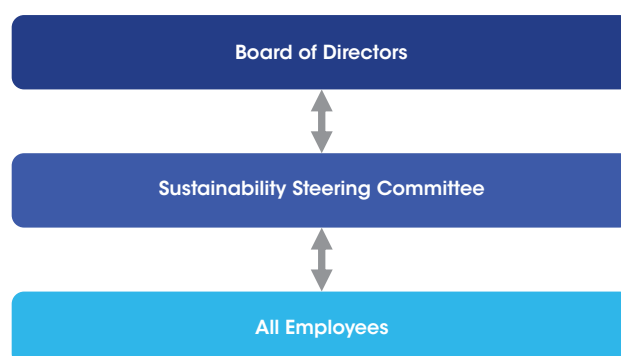 Board of Directors
Sustainability Steering Committee
All Employees